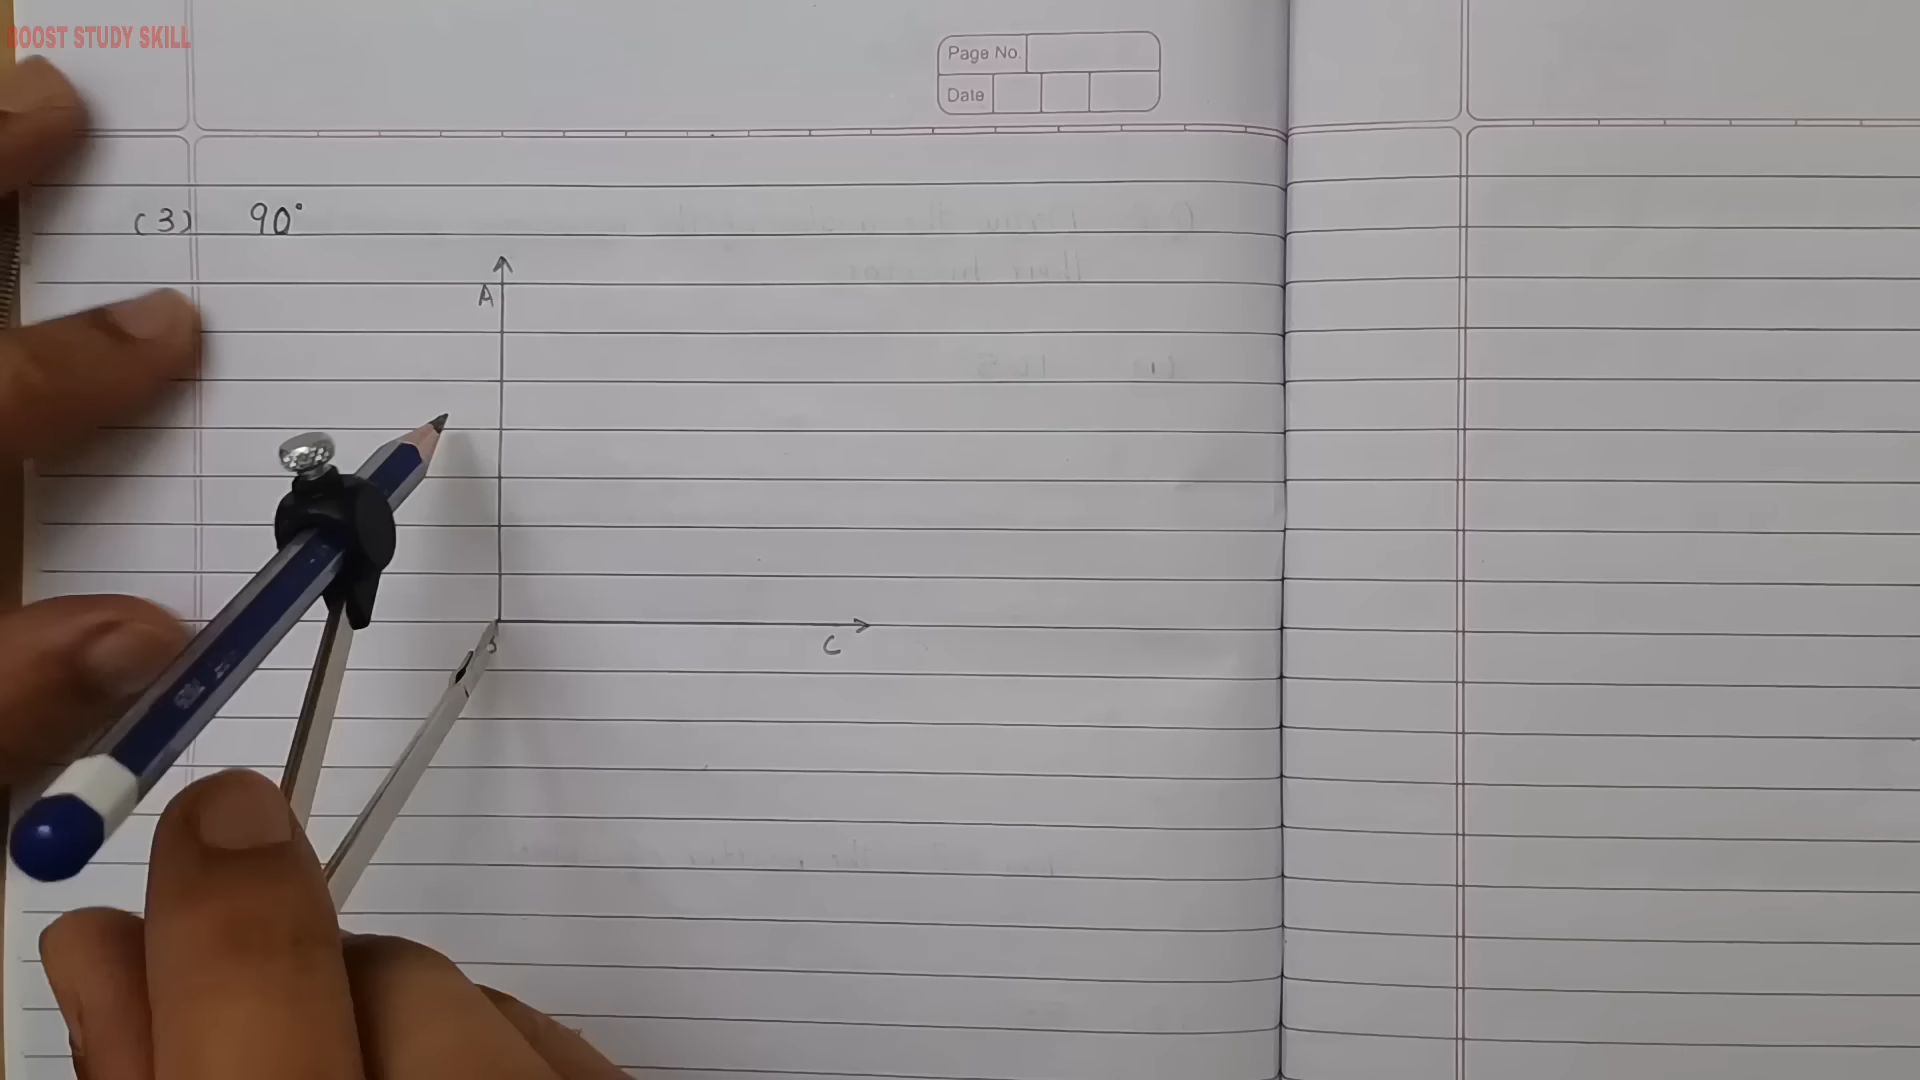 BOOST STUDY SKILL
Page No.
Date
(3) 90°
A
C